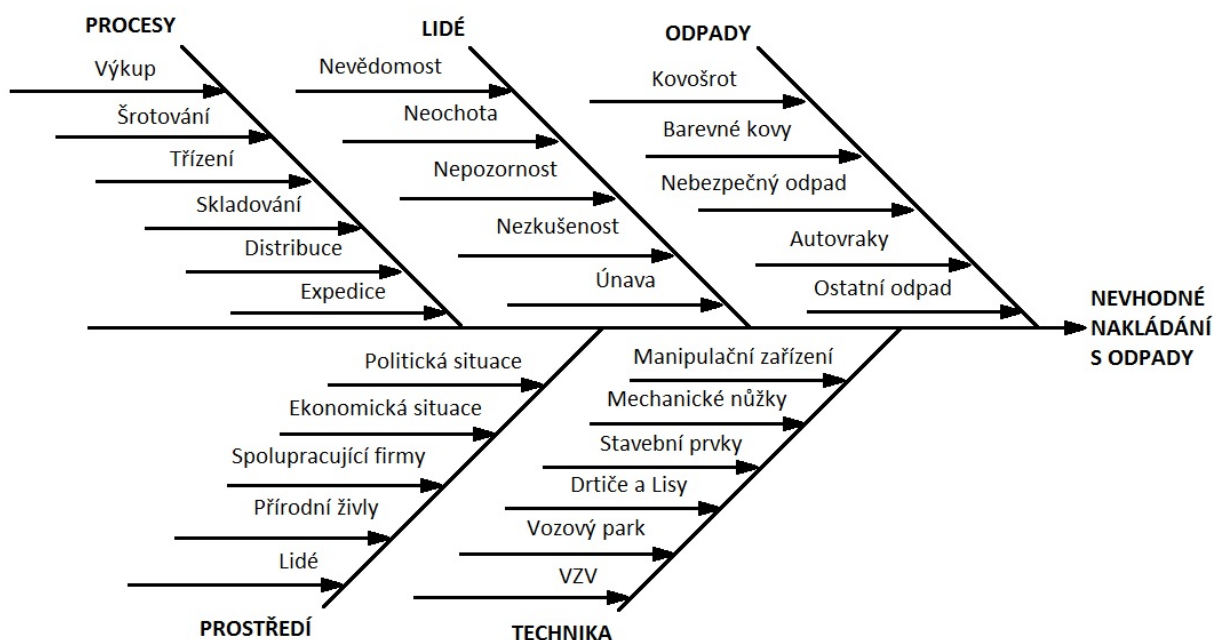 PROCESY
Výkup
Šrotování
Třízení
Skladování
Distribuce
Expedice
LIDÉ
Nevědomost
Neochota
Nepozornost
Nezkušenost
Únava
ODPADY
Kovošrot
Barevné kovy
Nebezpečný odpad
Autovraky
Ostatní odpad
NEVHODNÉ
NAKLÁDÁNÍ
S ODPADY
Politická situace
Ekonomická situace
Spolupracující firmy
Přírodní živly
Lidé
PROSTŘEDÍ
Manipulační zařízení
Mechanické nůžky
Stavební prvky
Drtiče a Lisy
Vozový park
VZV
TECHNIKA